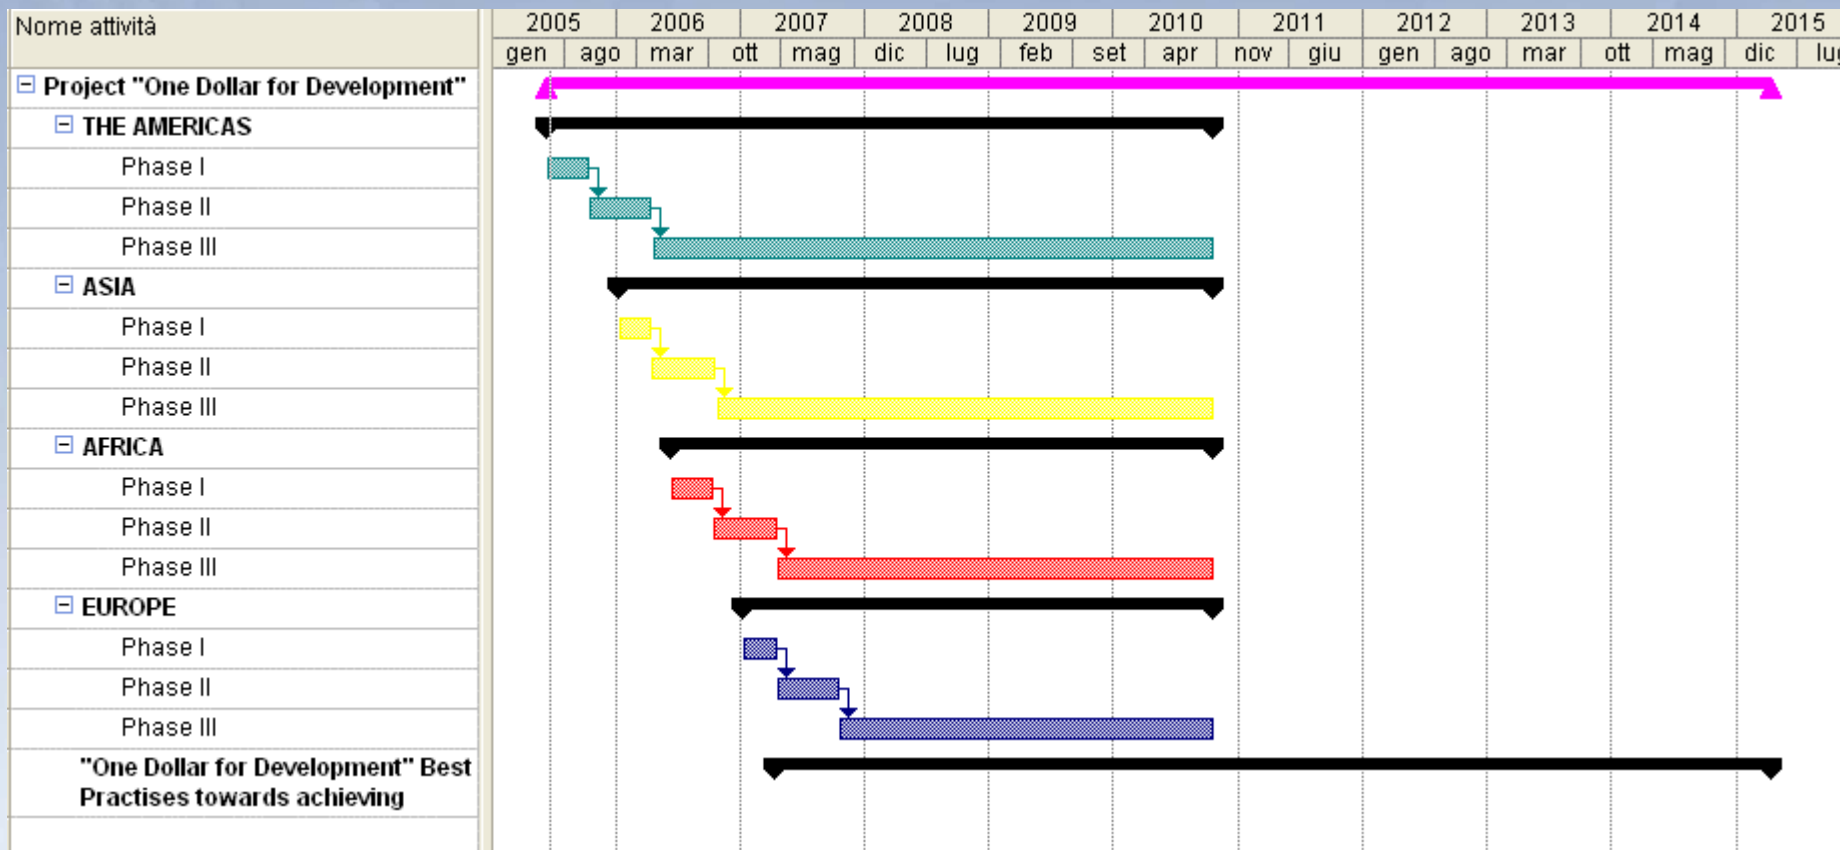 Nome attività
2005 2006 2007 2008 2009 2010 2011 2012 2013 2014 2015
gen ago mar ott mag dic lug feb set apr nov giu gen ago mar ott mag dic lug
Project "One Dollar for Development"
THE AMERICAS
Phase I
Phase II
Phase III
ASIA
Phase I
Phase II
Phase III
AFRICA
Phase I
Phase II
Phase III
EUROPE
Phase I
Phase II
Phase III
"One Dollar for Development" Best
Practises towards achieving